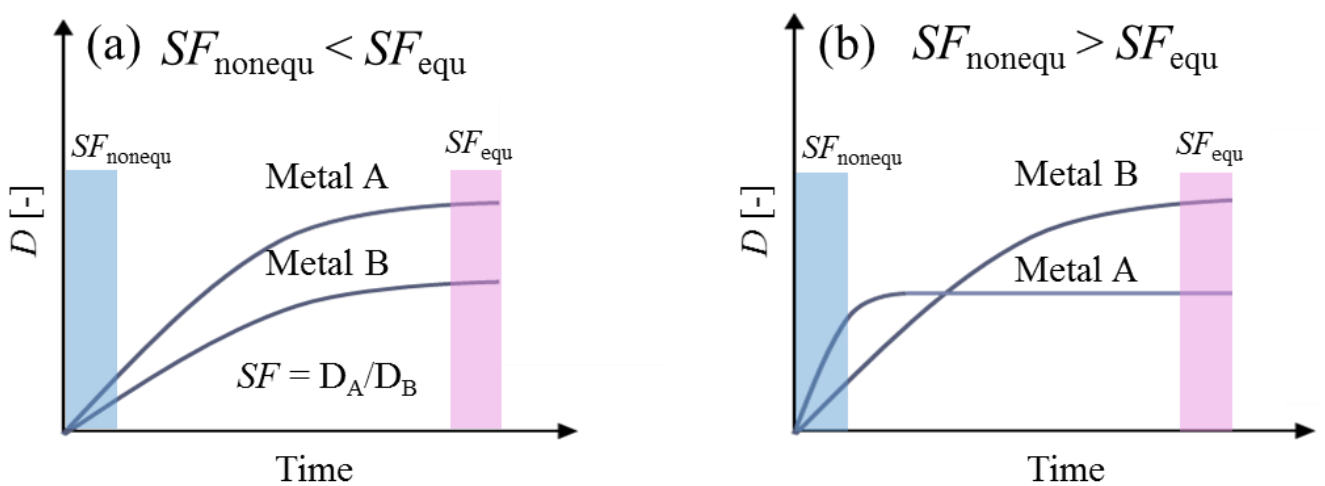 (a) SFnonequ < SFequ
SFnonequ
SFequ
Metal A
Metal B
D [-]
SF = DA/DB
Time
(b) SFnonequ > SFequ
SFnonequ
SFequ
Metal B
Metal A
D [-]
Time